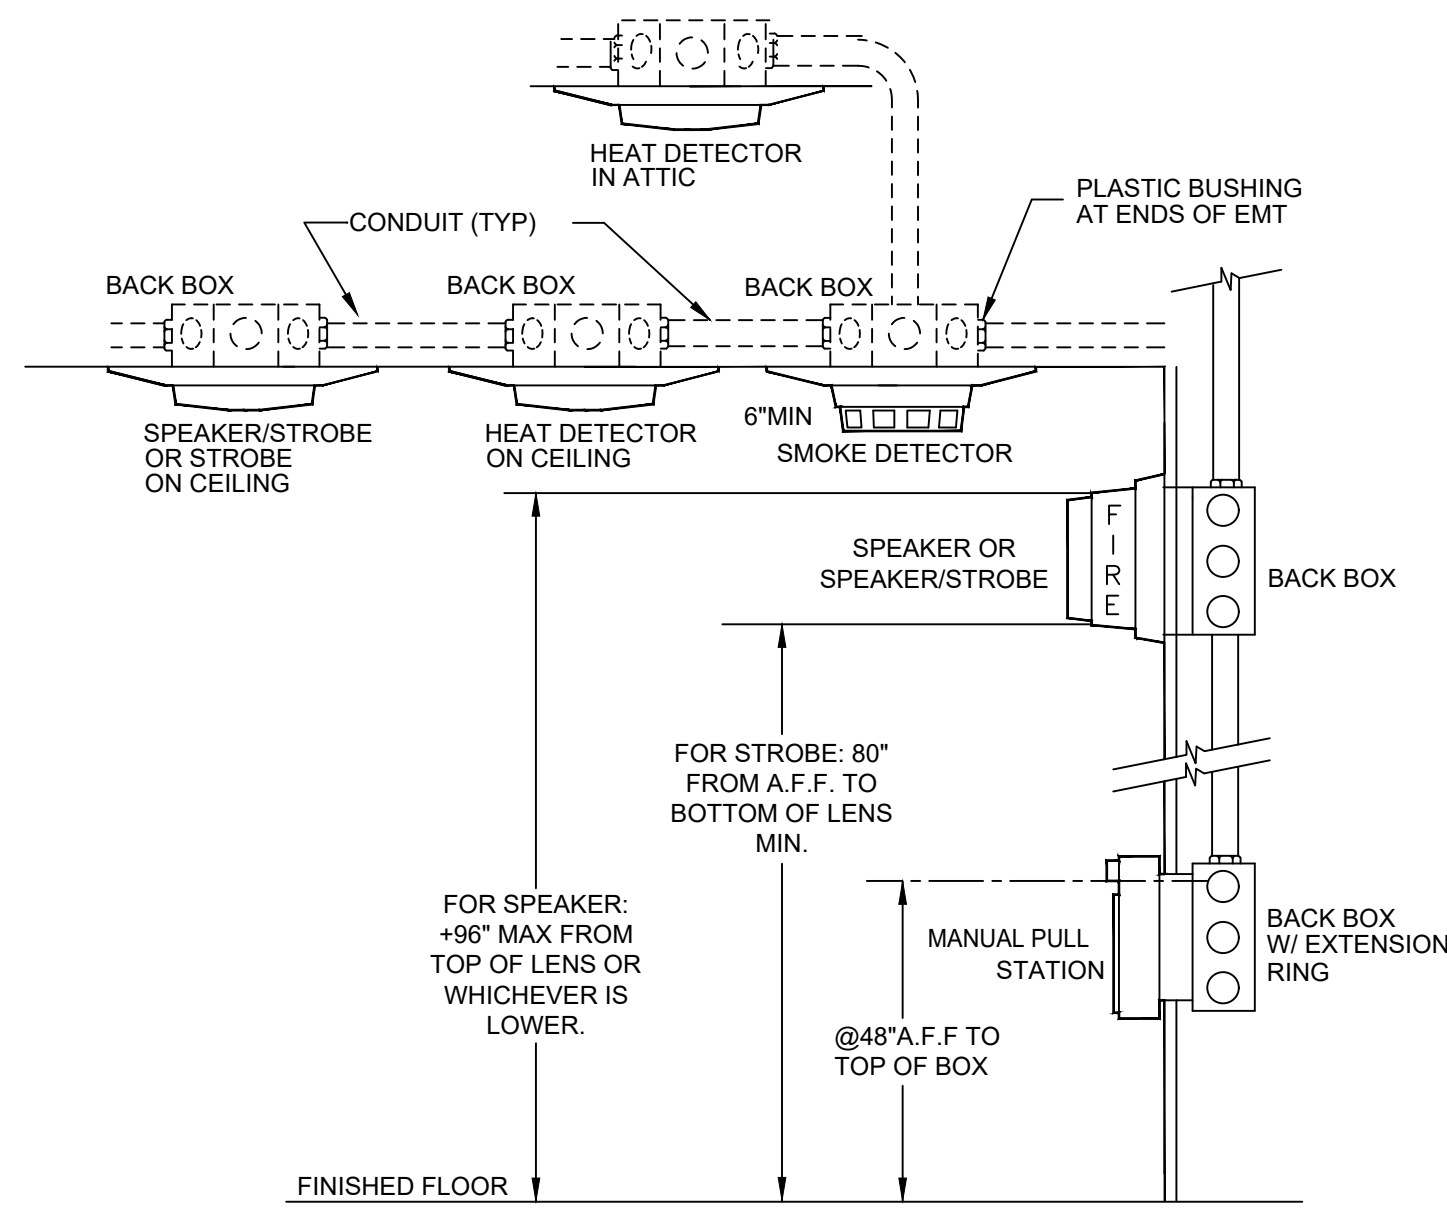 HEAT DETECTOR
IN ATTIC
PLASTIC BUSHING
AT ENDS OF EMT
CONDUIT (TYP)
BACK BOX
BACK BOX
BACK BOX
6"MIN
SPEAKER/STROBE
OR STROBE
ON CEILING
HEAT DETECTOR
ON CEILING
SMOKE DETECTOR
SPEAKER OR
SPEAKER/STROBE
F
I
R
E
BACK BOX
FOR STROBE: 80"
FROM A.F.F. TO
BOTTOM OF LENS
MIN.
FOR SPEAKER:
+96" MAX FROM
TOP OF LENS OR
WHICHEVER IS
LOWER.
MANUAL PULL
STATION
BACK BOX
W/ EXTENSION
RING
@48"A.F.F TO
TOP OF BOX
FINISHED FLOOR